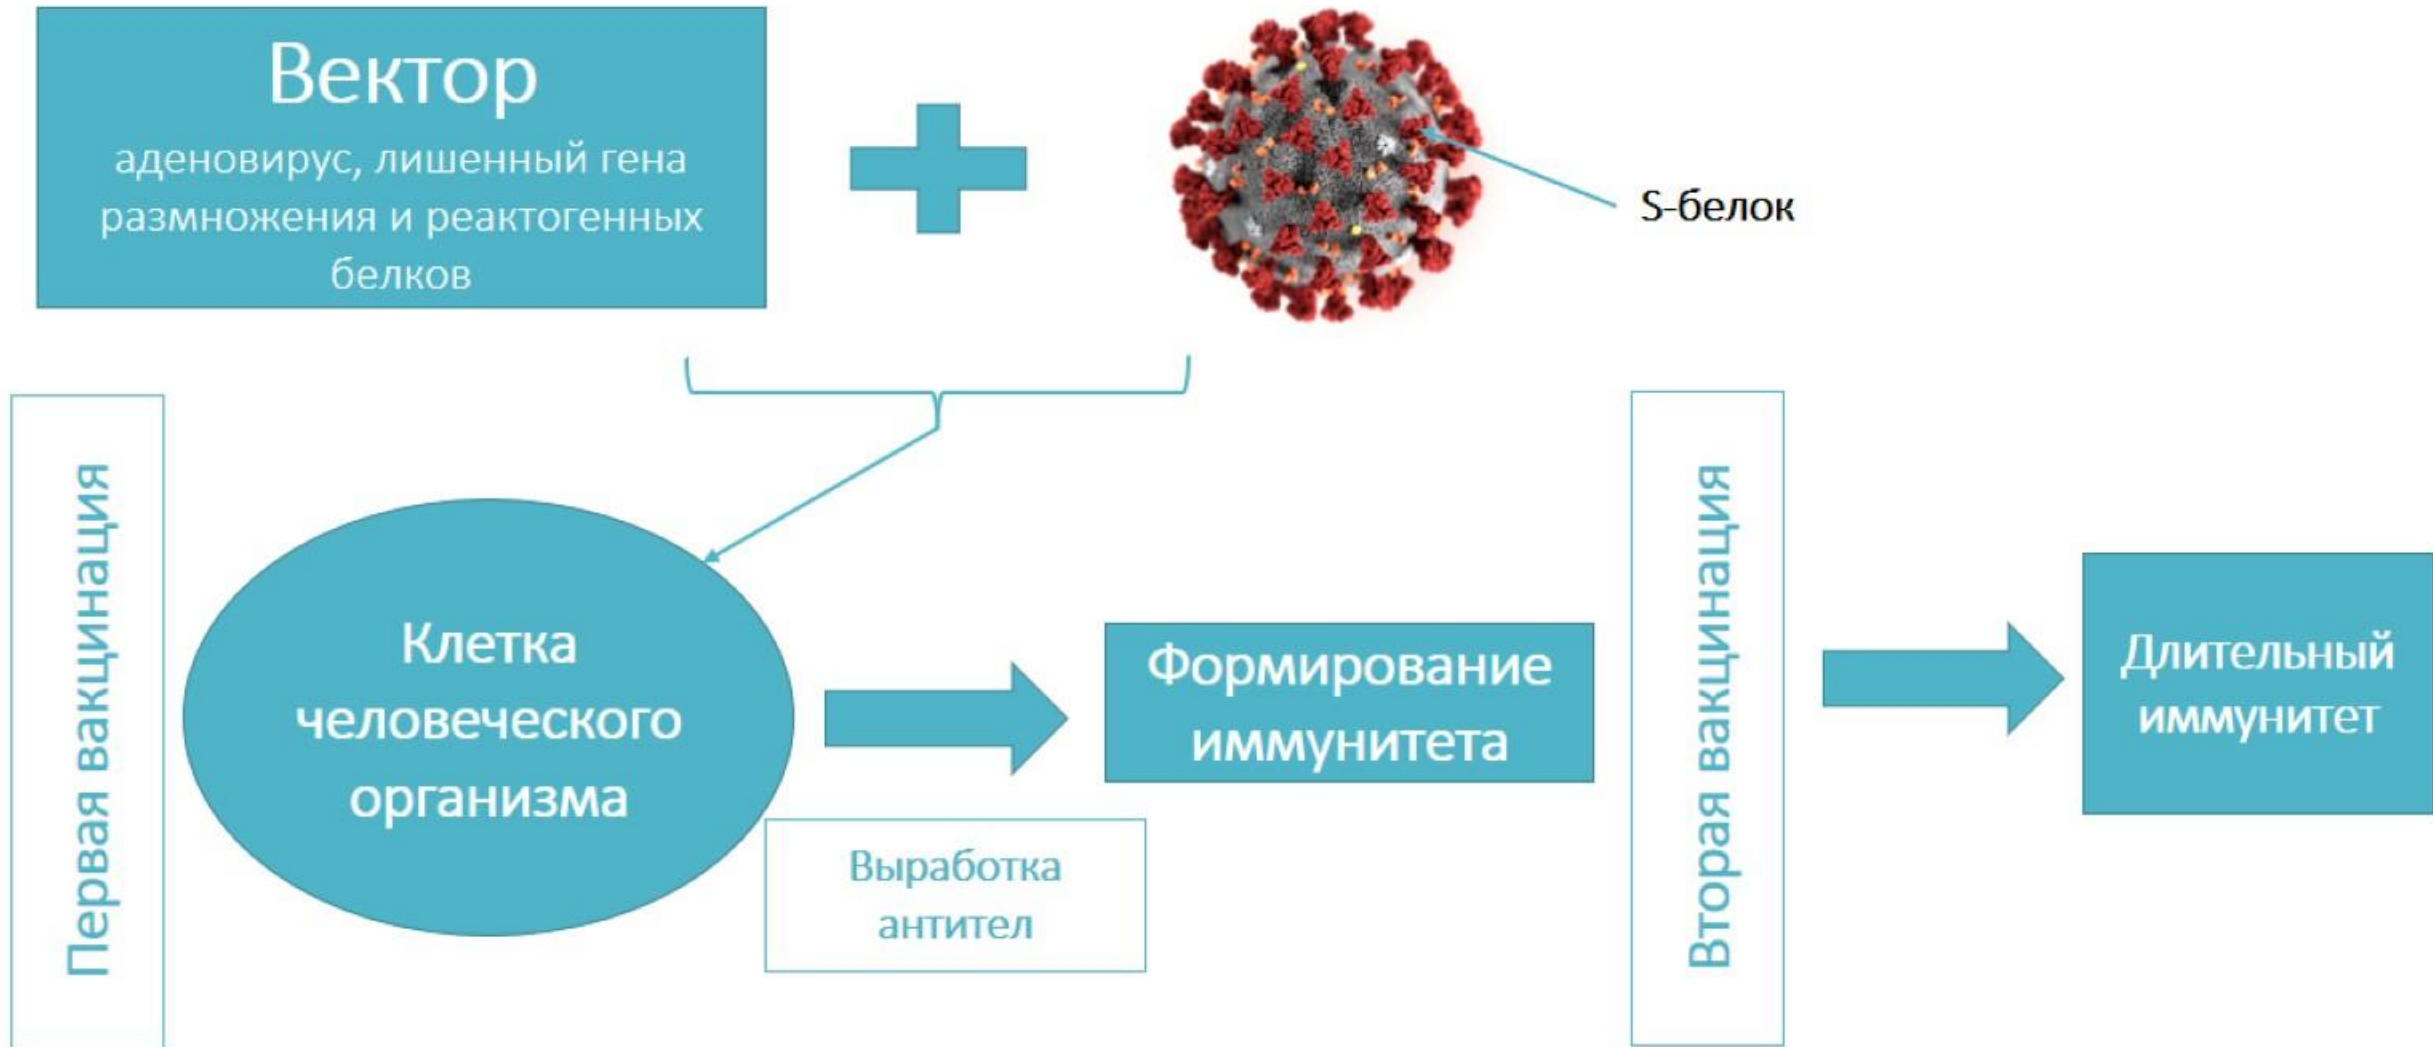 Вектор
аденовирус, лишенный гена
размножения и реактогенных
белков
S-белок
Первая вакцинация
Клетка
человеческого
организма
Выработка
антител
Формирование
иммунитета
Вторая вакцинация
Длительный
иммунитет